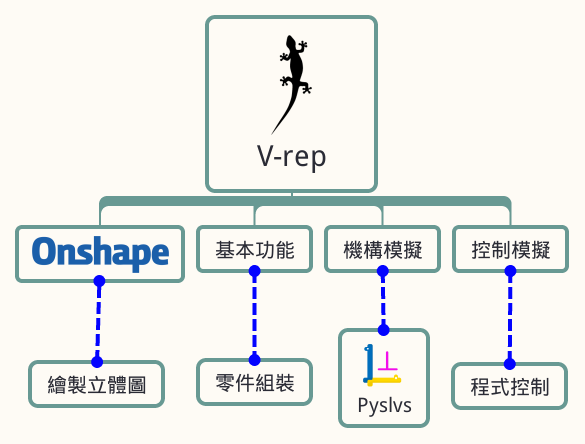 V-rep
Onshape
基本功能
機構模擬
控制模擬
繪製立體圖
零件組裝
Pyslvs
程式控制